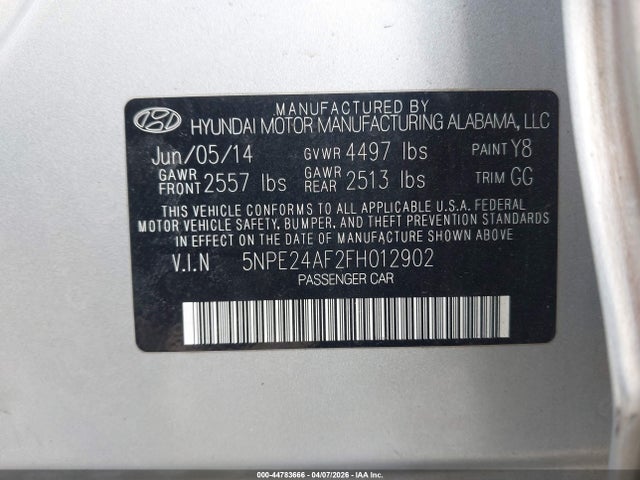 MANUFACTURED BY
HYUNDAI MOTOR MANUFACTURING ALABAMA, LLC
Jun/05/14 GVWR 4497 lbs PAINT Y8
GAWR FRONT 2557 lbs GAWR REAR 2513 lbs TRIM GG
THIS VEHICLE CONFORMS TO ALL APPLICABLE U.S.A. FEDERAL
MOTOR VEHICLE SAFETY, BUMPER, AND THEFT PREVENTION STANDARDS
IN EFFECT ON THE DATE OF MANUFACTURE SHOWN ABOVE.
V.I.N 5NPE24AF2FH012902
PASSENGER CAR
000-44783666 - 04/07/2026 - IAA Inc.